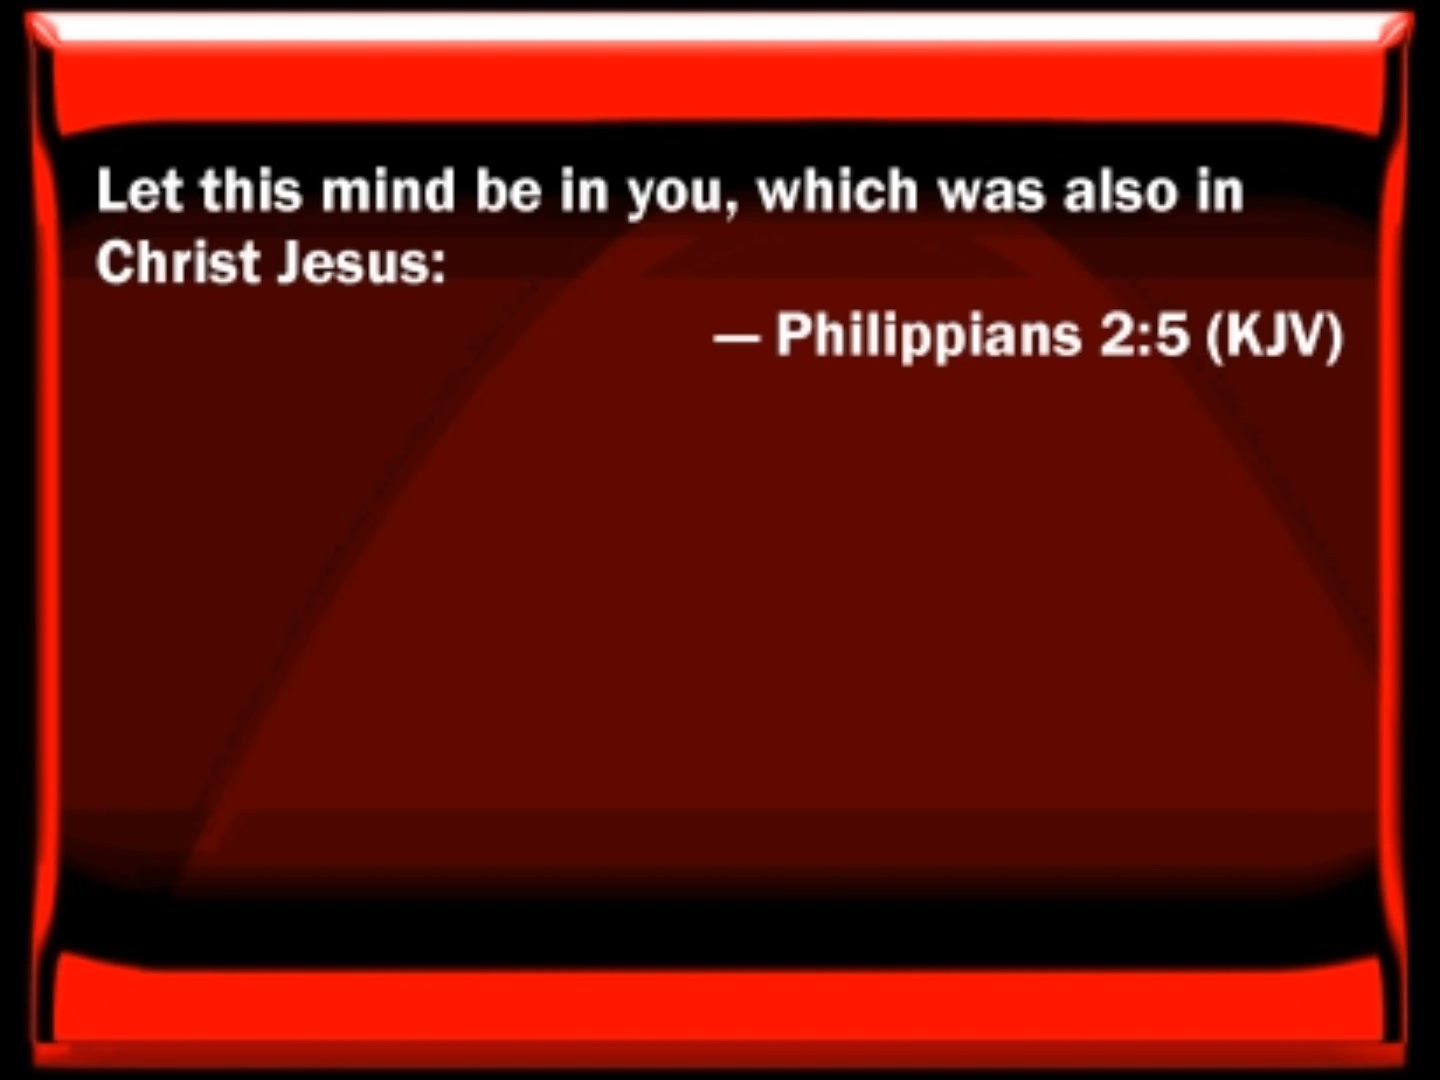 Let this mind be in you, which was also in
Christ Jesus:
— Philippians 2:5 (KJV)